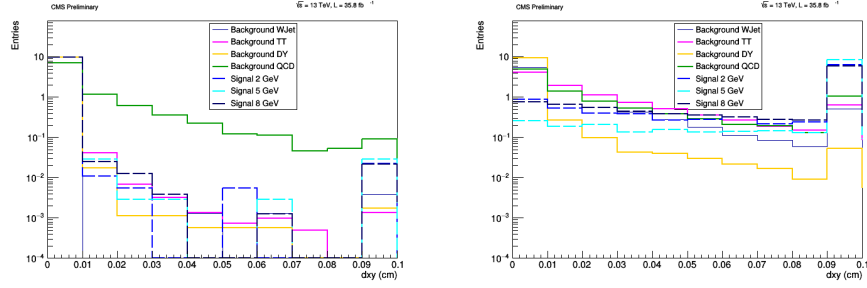 CMS Preliminary
√s = 13 TeV, L = 35.8 fb⁻¹
Entries
10
1
10⁻¹
10⁻²
10⁻³
10⁻⁴
Background WJet
Background TT
Background DY
Background QCD
Signal 2 GeV
Signal 5 GeV
Signal 8 GeV
0 0.01 0.02 0.03 0.04 0.05 0.06 0.07 0.08 0.09 0.1
dxy (cm)
CMS Preliminary
√s = 13 TeV, L = 35.8 fb⁻¹
Entries
10
1
10⁻¹
10⁻²
10⁻³
10⁻⁴
Background WJet
Background TT
Background DY
Background QCD
Signal 2 GeV
Signal 5 GeV
Signal 8 GeV
0 0.01 0.02 0.03 0.04 0.05 0.06 0.07 0.08 0.09 0.1
dxy (cm)